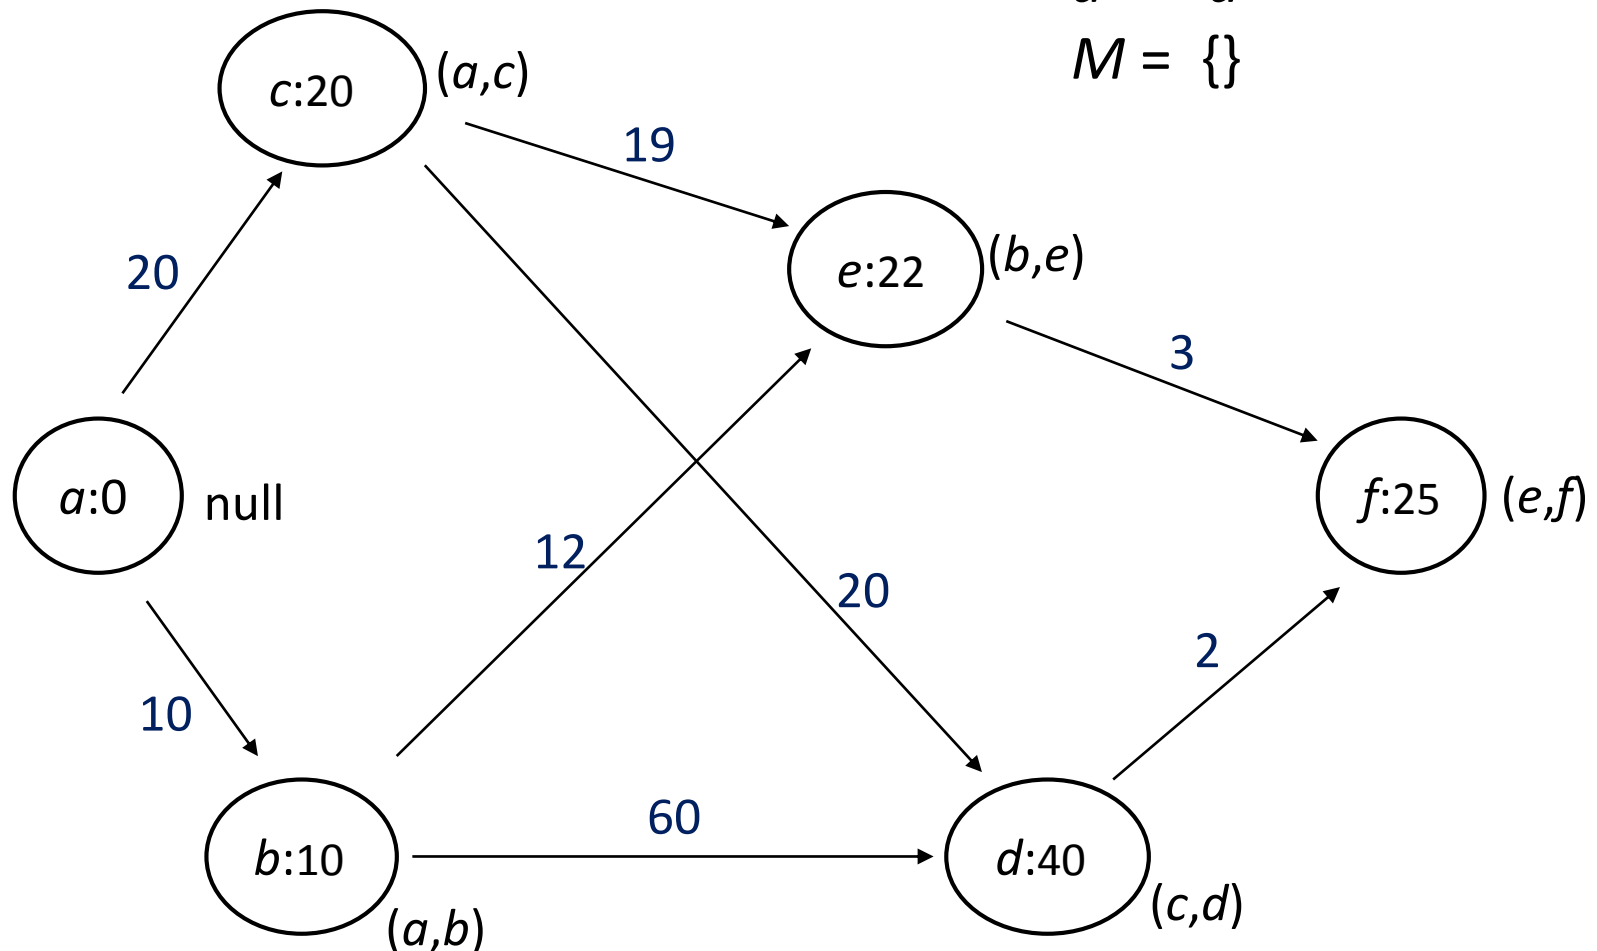 M = {}
c:20
(a,c)
19
20
e:22
(b,e)
3
a:0
null
f:25
(e,f)
12
20
2
10
60
b:10
(a,b)
d:40
(c,d)